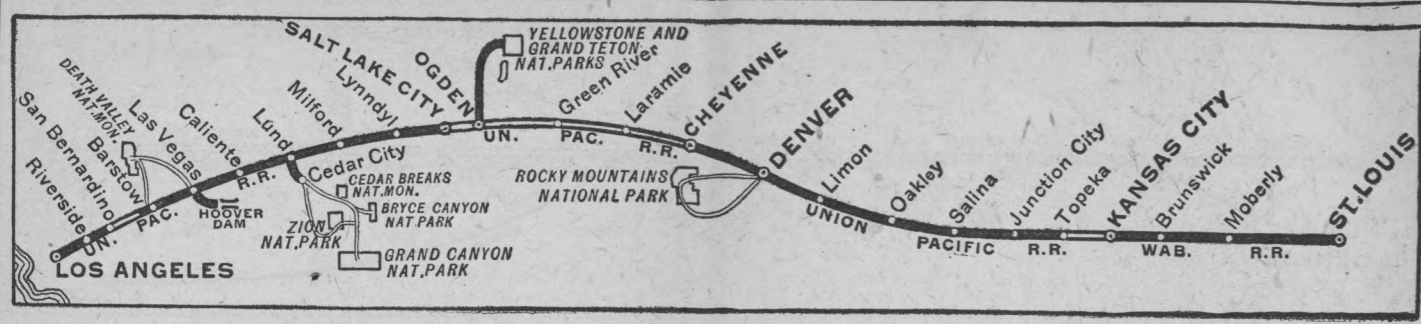 LOS ANGELES
Riverside
San Bernardino
UN.
Barstow
PAC.
DEATH VALLEY
NAT. MON.
Las Vegas
HOOVER
DAM
Caliente
R.R.
Lund
Cedar City
CEDAR BREAKS
NAT. MON.
BRYCE CANYON
NAT. PARK
ZION
NAT. PARK
GRAND CANYON
NAT. PARK
Milford
Lynndyl
SALT LAKE CITY
OGDEN
YELLOWSTONE AND
GRAND TETON
NAT. PARKS
UN.
Green River
PAC.
Laramie
R.R.
CHEYENNE
ROCKY MOUNTAINS
NATIONAL PARK
DENVER
Limon
UNION
Oakley
PACIFIC
Salina
Junction City
R.R.
Topeka
KANSAS CITY
Brunswick
WAB.
Moberly
R.R.
ST. LOUIS